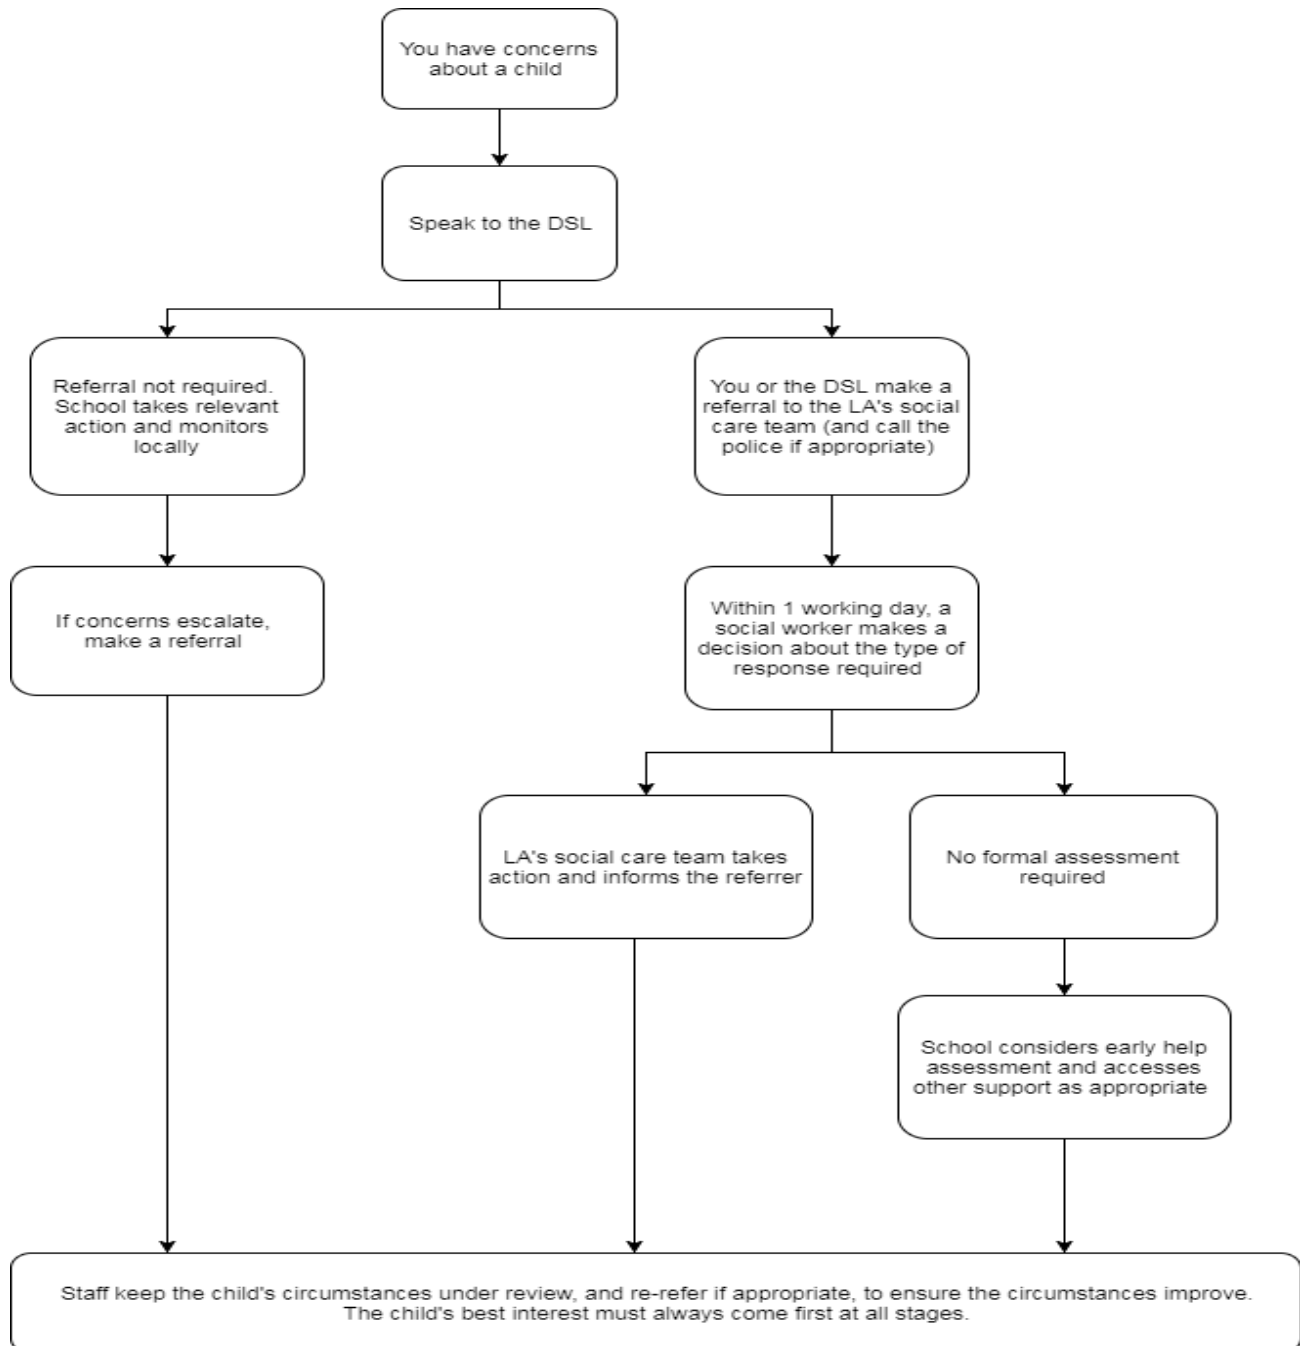 You have concerns
about a child
Speak to the DSL
Referral not required.
School takes relevant
action and monitors
locally
You or the DSL make a
referral to the LA's social
care team (and call the
police if appropriate)
If concerns escalate,
make a referral
Within 1 working day, a
social worker makes a
decision about the type of
response required
LA's social care team takes
action and informs the referrer
No formal assessment
required
School considers early help
assessment and accesses
other support as appropriate
Staff keep the child's circumstances under review, and re-refer if appropriate, to ensure the circumstances improve.
The child's best interest must always come first at all stages.